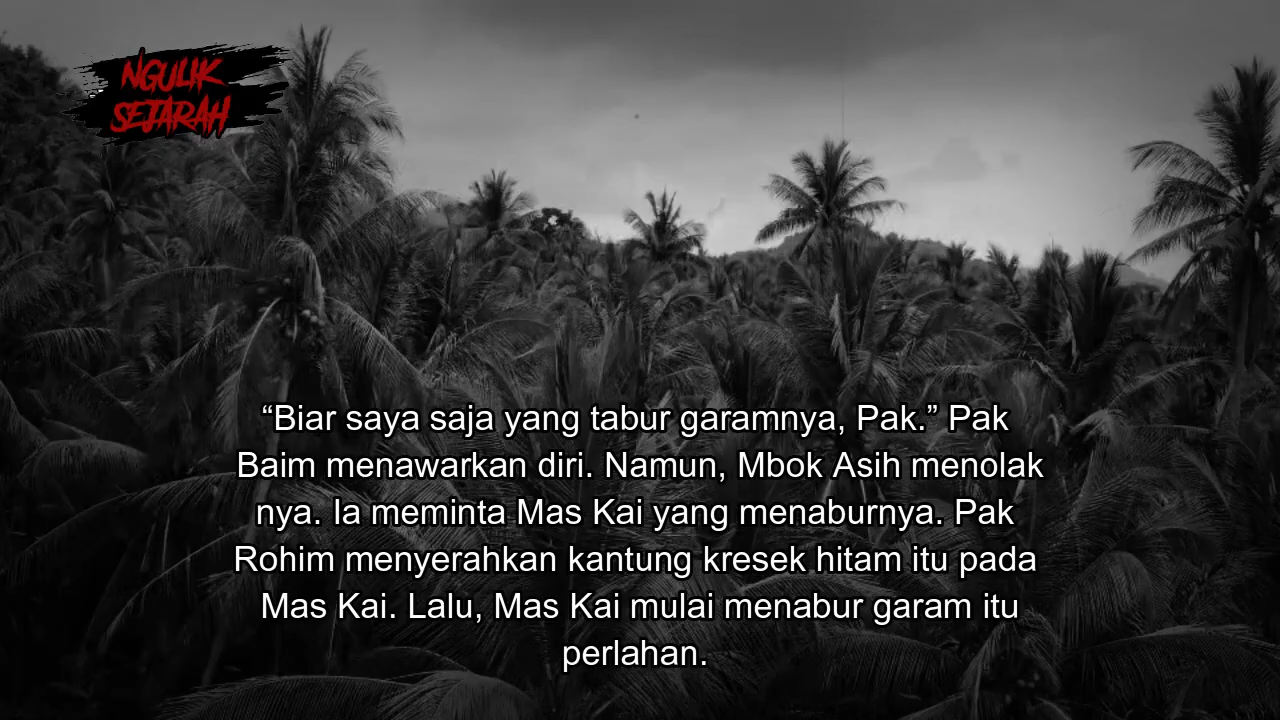 NGULIK
SEJARAH
“Biar saya saja yang tabur garamnya, Pak.” Pak
Baim menawarkan diri. Namun, Mbok Asih menolak
nya. Ia meminta Mas Kai yang menaburnya. Pak
Rohim menyerahkan kantung kresek hitam itu pada
Mas Kai. Lalu, Mas Kai mulai menabur garam itu
perlahan.